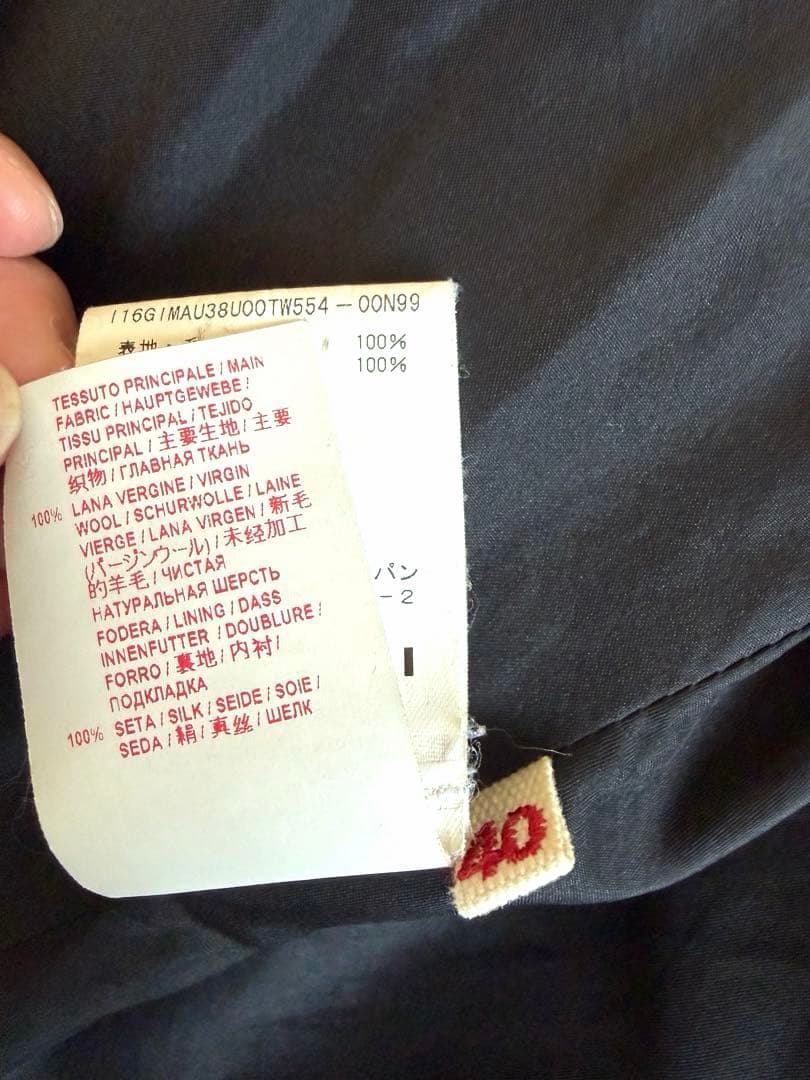 I16GIMAU38U00TW554-00N99
表地・毛 100%
100%
TESSUTO PRINCIPALE / MAIN
FABRIC / HAUPTGEWEBE /
TISSU PRINCIPAL / TEJIDO
PRINCIPAL / 主要生地 / 主要
织物 / ГЛАВНАЯ ТКАНЬ
100% LANA VERGINE / VIRGIN
WOOL / SCHURWOLLE / LAINE
VIERGE / LANA VIRGEN / 新毛
(バージンウール) / 未经加工
的羊毛 / ЧИСТАЯ
НАТУРАЛЬНАЯ ШЕРСТЬ
FODERA / LINING / DASS
INNENFUTTER / DOUBLURE /
FORRO / 裏地 / 内衬 /
ПОДКЛАДКА
100% SETA / SILK / SEIDE / SOIE /
SEDA / 絹 / 真丝 / ШЕЛК
パン
-2
40